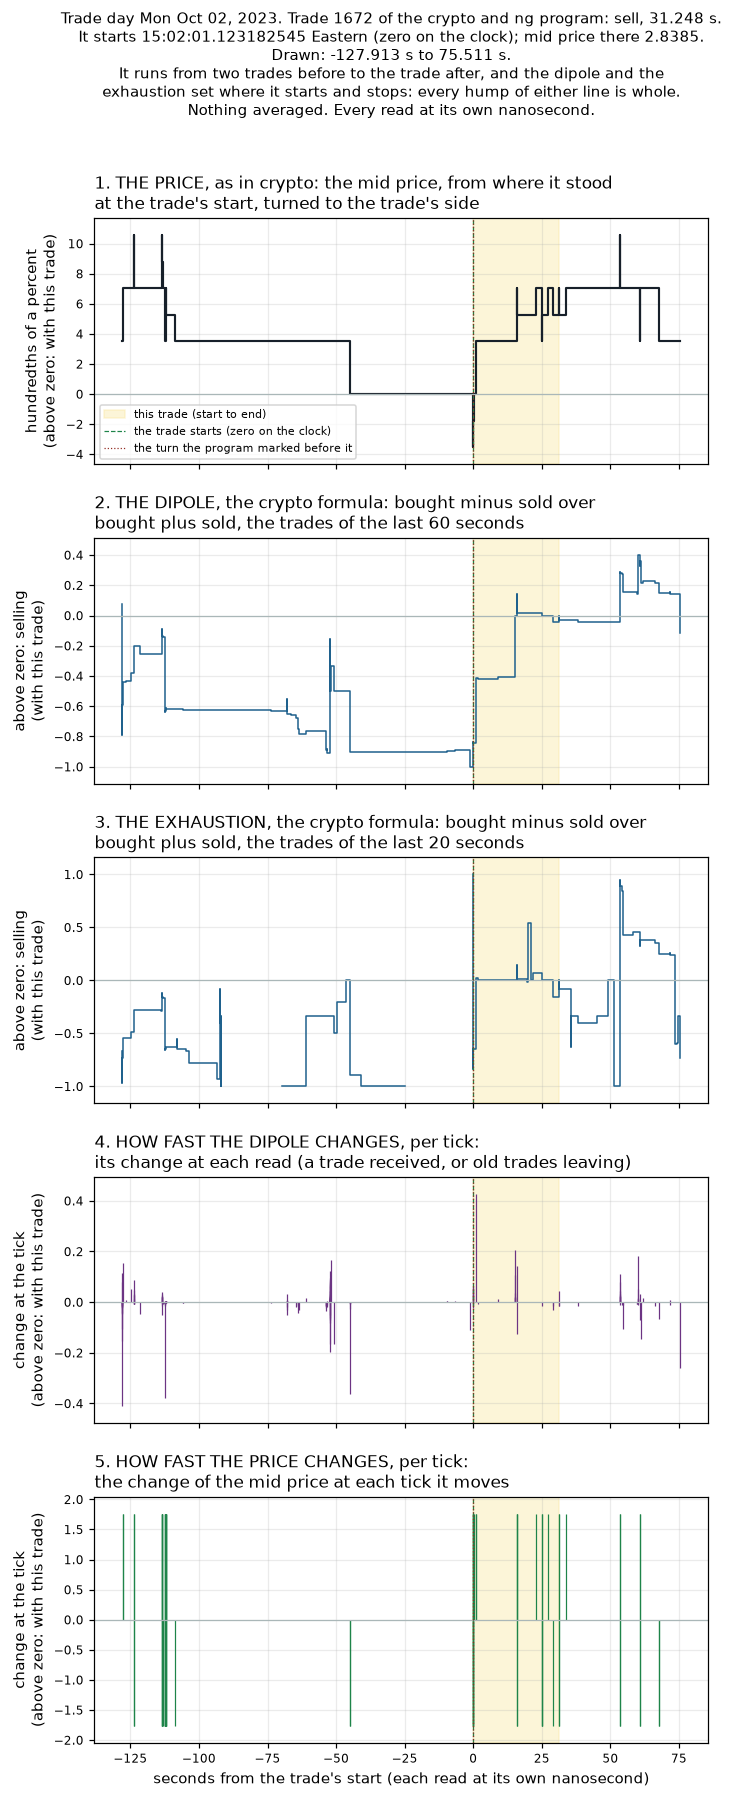 Trade day Mon Oct 02, 2023. Trade 1672 of the crypto and ng program: sell, 31.248 s.
It starts 15:02:01.123182545 Eastern (zero on the clock); mid price there 2.8385.
Drawn: -127.913 s to 75.511 s.
It runs from two trades before to the trade after, and the dipole and the
exhaustion set where it starts and stops: every hump of either line is whole.
Nothing averaged. Every read at its own nanosecond.
1. THE PRICE, as in crypto: the mid price, from where it stood
at the trade's start, turned to the trade's side
hundredths of a percent
(above zero: with this trade)
10
8
6
4
2
0
−2
−4
this trade (start to end)
the trade starts (zero on the clock)
the turn the program marked before it
2. THE DIPOLE, the crypto formula: bought minus sold over
bought plus sold, the trades of the last 60 seconds
above zero: selling
(with this trade)
0.4
0.2
0.0
−0.2
−0.4
−0.6
−0.8
−1.0
3. THE EXHAUSTION, the crypto formula: bought minus sold over
bought plus sold, the trades of the last 20 seconds
above zero: selling
(with this trade)
1.0
0.5
0.0
−0.5
−1.0
4. HOW FAST THE DIPOLE CHANGES, per tick:
its change at each read (a trade received, or old trades leaving)
change at the tick
(above zero: with this trade)
0.4
0.2
0.0
−0.2
−0.4
5. HOW FAST THE PRICE CHANGES, per tick:
the change of the mid price at each tick it moves
change at the tick
(above zero: with this trade)
2.0
1.5
1.0
0.5
0.0
−0.5
−1.0
−1.5
−2.0
−125 −100 −75 −50 −25 0 25 50 75
seconds from the trade's start (each read at its own nanosecond)